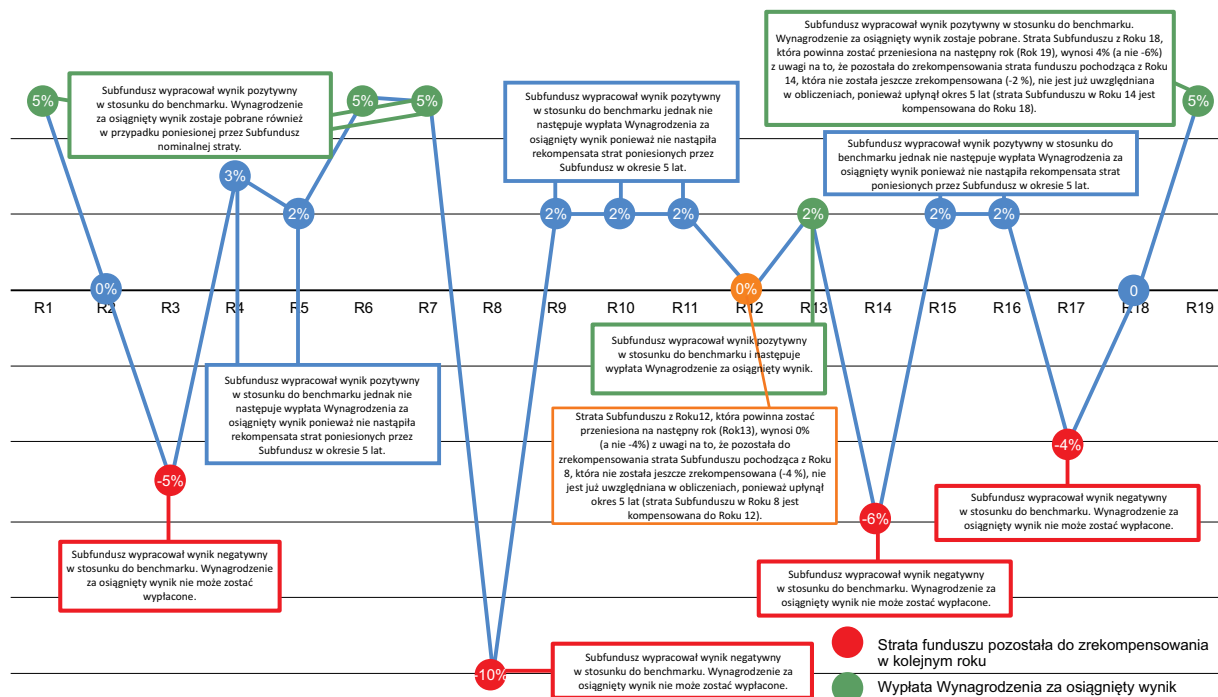 Subfundusz wypracował wynik pozytywny
w stosunku do benchmarku. Wynagrodzenie
za osiągnięty wynik zostaje pobrane również
w przypadku poniesionej przez Subfundusz
nominalnej straty.
Subfundusz wypracował wynik pozytywny
w stosunku do benchmarku jednak nie
następuje wypłata Wynagrodzenia za
osiągnięty wynik ponieważ nie nastąpiła
rekompensata strat poniesionych przez
Subfundusz w okresie 5 lat.
Subfundusz wypracował wynik pozytywny w stosunku do benchmarku.
Wynagrodzenie za osiągnięty wynik zostaje pobrane. Strata Subfunduszu z Roku 18,
która powinna zostać przeniesiona na następny rok (Rok 19), wynosi 4% (a nie -6%)
z uwagi na to, że pozostała do zrekompensowania strata funduszu pochodząca z Roku
14, która nie została jeszcze zrekompensowana (-2 %), nie jest już uwzględniana
w obliczeniach, ponieważ upłynął okres 5 lat (strata Subfunduszu w Roku 14 jest
kompensowana do Roku 18).
Subfundusz wypracował wynik pozytywny w stosunku do
benchmarku jednak nie następuje wypłata Wynagrodzenia za
osiągnięty wynik ponieważ nie nastąpiła rekompensata strat
poniesionych przez Subfundusz w okresie 5 lat.
5%
0%
-5%
3%
2%
5%
5%
-10%
2%
2%
2%
0%
2%
-6%
2%
2%
-4%
0
5%
R1 R2 R3 R4 R5 R6 R7 R8 R9 R10 R11 R12 R13 R14 R15 R16 R17 R18 R19
Subfundusz wypracował wynik pozytywny
w stosunku do benchmarku jednak nie
następuje wypłata Wynagrodzenia za
osiągnięty wynik ponieważ nie nastąpiła
rekompensata strat poniesionych przez
Subfundusz w okresie 5 lat.
Subfundusz wypracował wynik pozytywny
w stosunku do benchmarku i następuje
wypłata Wynagrodzenie za osiągnięty wynik.
Strata Subfunduszu z Roku12, która powinna zostać
przeniesiona na następny rok (Rok13), wynosi 0%
(a nie -4%) z uwagi na to, że pozostała do
zrekompensowania strata Subfunduszu pochodząca z Roku
8, która nie została jeszcze zrekompensowana (-4 %), nie
jest już uwzględniana w obliczeniach, ponieważ upłynął
okres 5 lat (strata Subfunduszu w Roku 8 jest
kompensowana do Roku 12).
Subfundusz wypracował wynik negatywny
w stosunku do benchmarku. Wynagrodzenie za
osiągnięty wynik nie może zostać wypłacone.
Subfundusz wypracował wynik negatywny
w stosunku do benchmarku. Wynagrodzenie
za osiągnięty wynik nie może zostać
wypłacone.
Subfundusz wypracował wynik negatywny
w stosunku do benchmarku. Wynagrodzenie za
osiągnięty wynik nie może zostać wypłacone.
Subfundusz wypracował wynik negatywny
w stosunku do benchmarku. Wynagrodzenie za
osiągnięty wynik nie może zostać wypłacone.
Strata funduszu pozostała do zrekompensowania
w kolejnym roku
Wypłata Wynagrodzenia za osiągnięty wynik